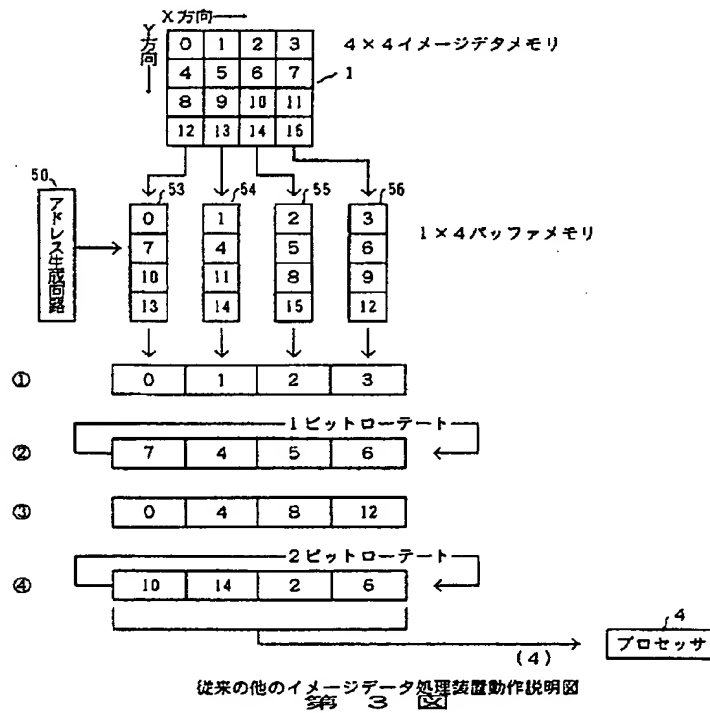 X方向
Y方向
0 1 2 3
4×4イメージデタメモリ
4 5 6 7
1
8 9 10 11
12 13 14 15
50
53 54 55 56
アドレス生成回路
0 1 2 3
1×4バッファメモリ
7 4 5 6
10 11 8 9
13 14 15 12
① 0 1 2 3
1ビットローテート
② 7 4 5 6
③ 0 4 8 12
2ビットローテート
④ 10 14 2 6
4
プロセッサ
(4)
従来の他のイメージデータ処理装置動作説明図
第 3 図